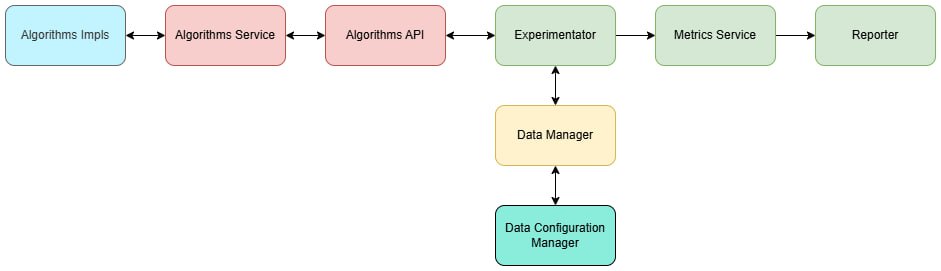 Algorithms Impls
Algorithms Service
Algorithms API
Experimentator
Metrics Service
Reporter
Data Manager
Data Configuration
Manager